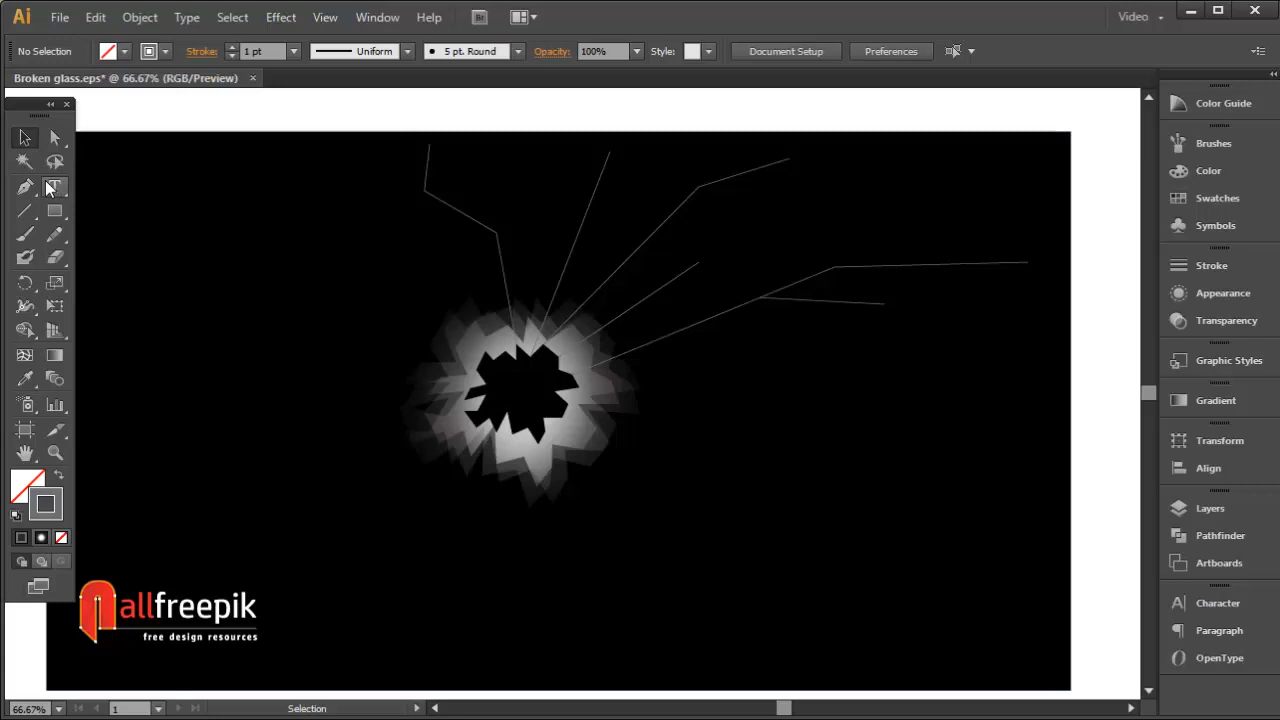 Ai File Edit Object Type Select Effect View Window Help Br Video
No Selection Stroke: 1 pt Uniform 5 pt. Round Opacity: 100% Style: Document Setup Preferences
Broken glass.eps* @ 66.67% (RGB/Preview)
Color Guide
Brushes
Color
Swatches
Symbols
Stroke
Appearance
Transparency
Graphic Styles
Gradient
Transform
Align
Layers
Pathfinder
Artboards
Character
Paragraph
OpenType
allfreepik
free design resources
66.67% 1 Selection